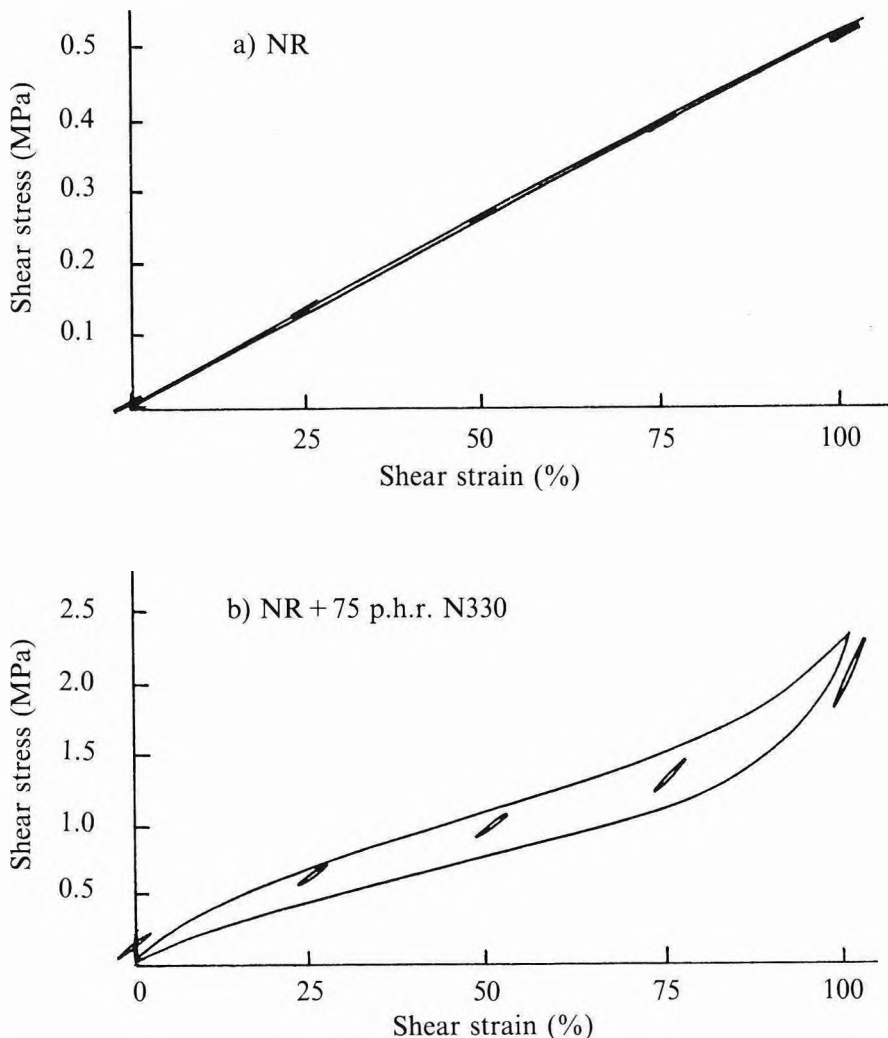 a) NR
Shear stress (MPa)
0.5
0.4
0.3
0.2
0.1
25 50 75 100
Shear strain (%)
b) NR + 75 p.h.r. N330
Shear stress (MPa)
2.5
2.0
1.5
1.0
0.5
0 25 50 75 100
Shear strain (%)